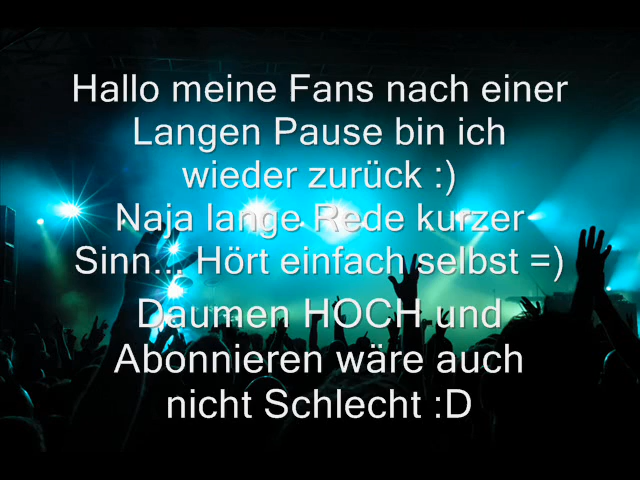 Hallo meine Fans nach einer
Langen Pause bin ich
wieder zurück :)
Naja lange Rede kurzer
Sinn... Hört einfach selbst =)
Daumen HOCH und
Abonnieren wäre auch
nicht Schlecht :D